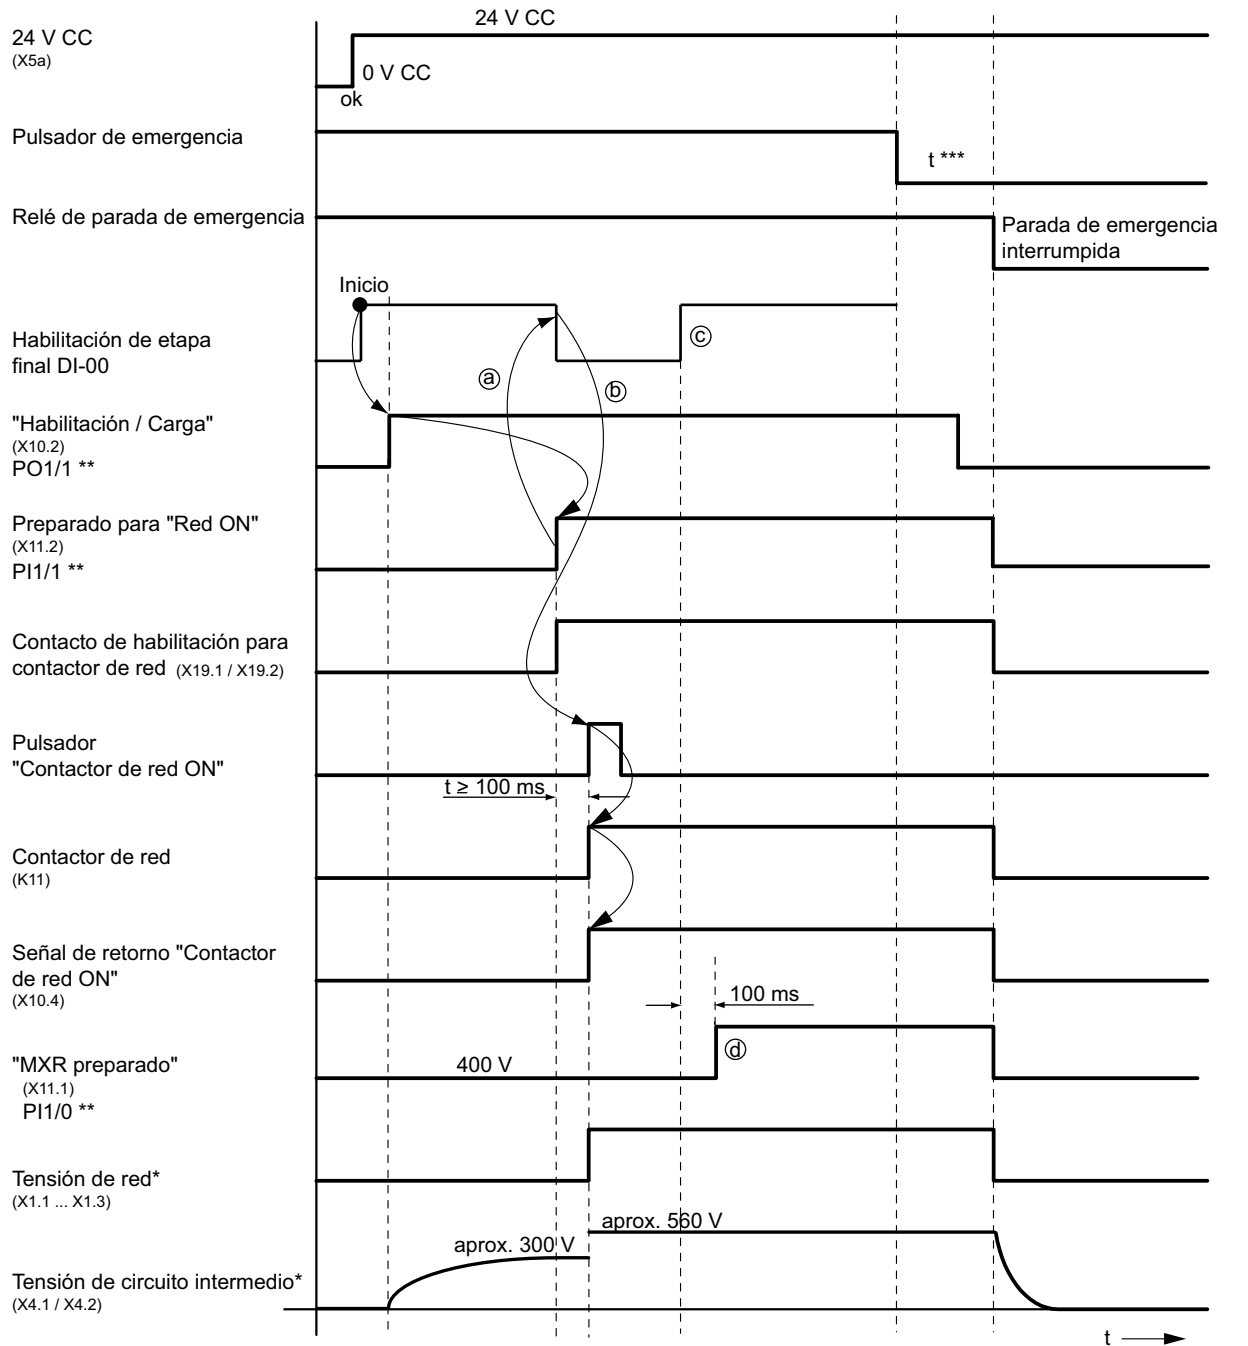 24 V CC
24 V CC
(X5a)
0 V CC
ok
Pulsador de emergencia
t ***
Relé de parada de emergencia
Parada de emergencia
interrumpida
Inicio
Habilitación de etapa
final DI-00
c
a
b
"Habilitación / Carga"
(X10.2)
PO1/1 **
Preparado para "Red ON"
(X11.2)
PI1/1 **
Contacto de habilitación para
contactor de red (X19.1 / X19.2)
Pulsador
"Contactor de red ON"
t ≥ 100 ms
Contactor de red
(K11)
Señal de retorno "Contactor
de red ON"
(X10.4)
100 ms
"MXR preparado"
400 V
d
(X11.1)
PI1/0 **
Tensión de red*
(X1.1 ... X1.3)
aprox. 560 V
aprox. 300 V
Tensión de circuito intermedio*
(X4.1 / X4.2)
t